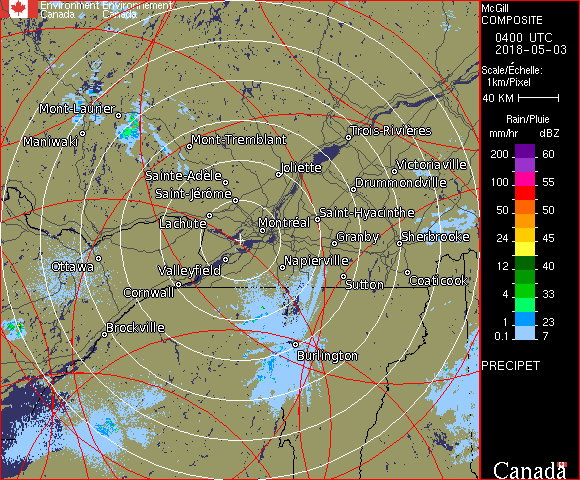 Environment Environnement
Canada Canada
Mont-Laurier
Maniwaki
Mont-Tremblant
Trois-Rivières
Joliette
Victoriaville
Sainte-Adèle
Drummondville
Saint-Jérôme
Lachute
Montréal
Saint-Hyacinthe
Granby
Sherbrooke
Ottawa
Valleyfield
Napierville
Cornwall
Sutton
Coaticook
Brockville
Burlington
McGill
COMPOSITE
0400 UTC
2018-05-03
Scale/Échelle:
1km/Pixel
40 KM
Rain/Pluie
mm/hr dBZ
200 60
100 55
50 50
24 45
12 40
4 33
1 23
0.1 7
PRECIPET
Canada